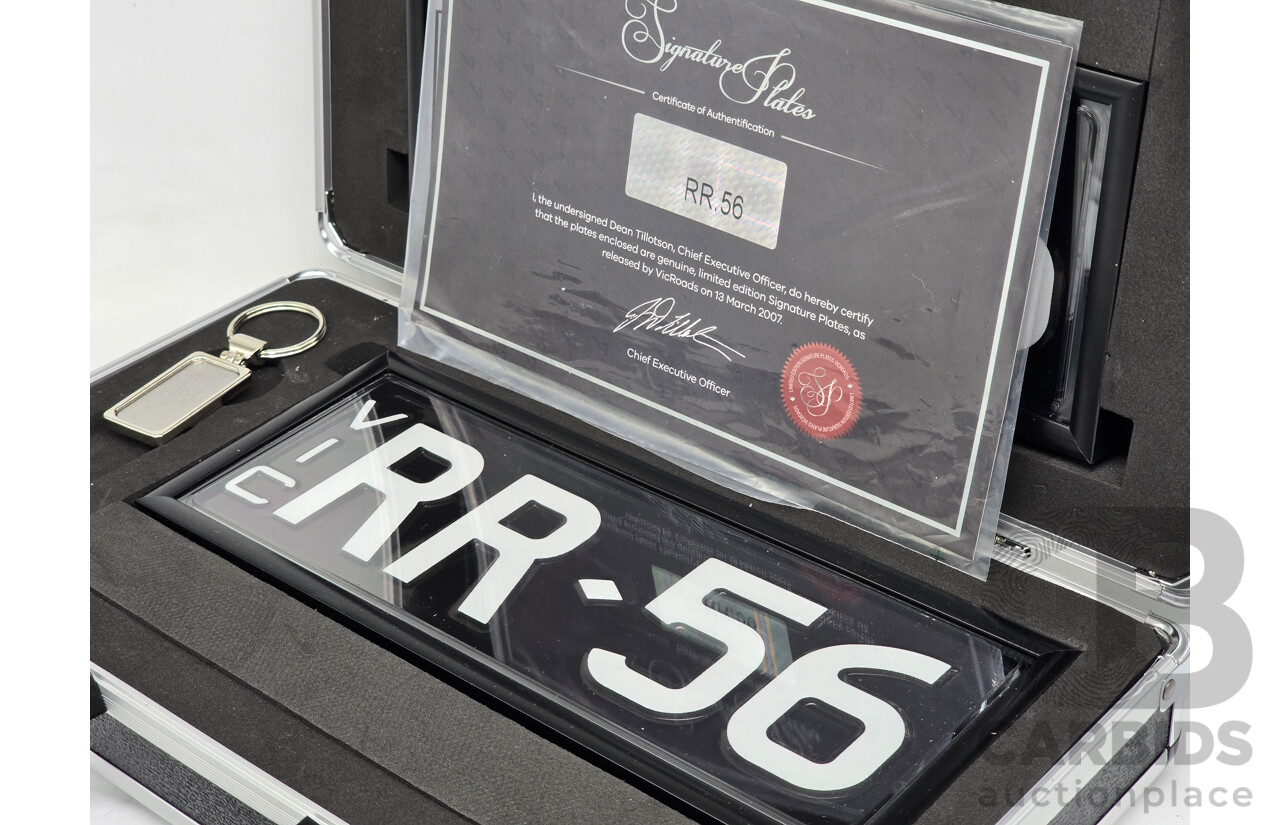 Signature Plates
Certificate of Authentification
RR.56
I, the undersigned Dean Tillotson, Chief Executive Officer, do hereby certify
that the plates enclosed are genuine, limited edition Signature Plates, as
released by VicRoads on 13 March 2007.
Chief Executive Officer
SP
VIC
RR·56
B
CARBIDS
auctionplace